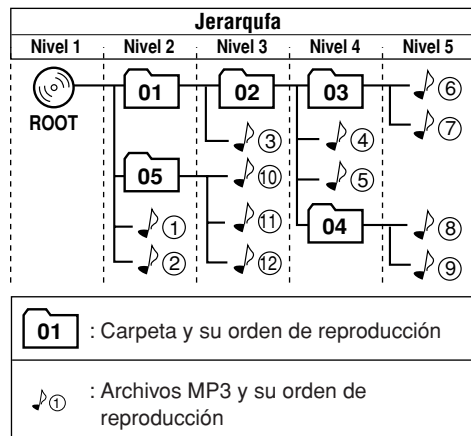 Jerarqufa
Nivel 1 Nivel 2 Nivel 3 Nivel 4 Nivel 5
01 02 03 ⑥
ROOT ⑦
③ ④
05 ⑩ ⑤
① ⑪ 04 ⑧
② ⑫ ⑨
01 : Carpeta y su orden de reproducción
① : Archivos MP3 y su orden de
reproducción